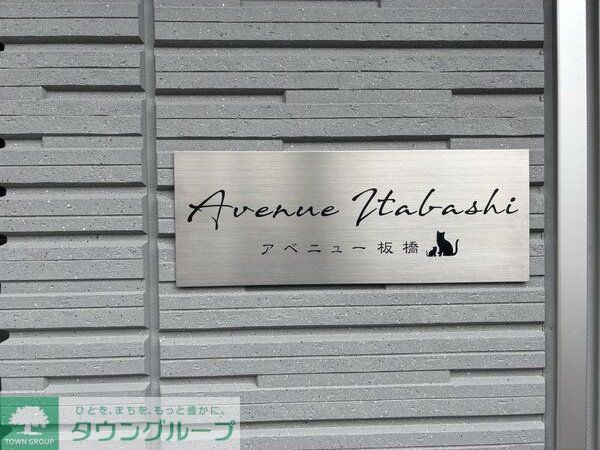 Avenue Itabashi
アベニュー板橋
ひとを、まちを、もっと豊かに。
タウングループ
TOWN GROUP